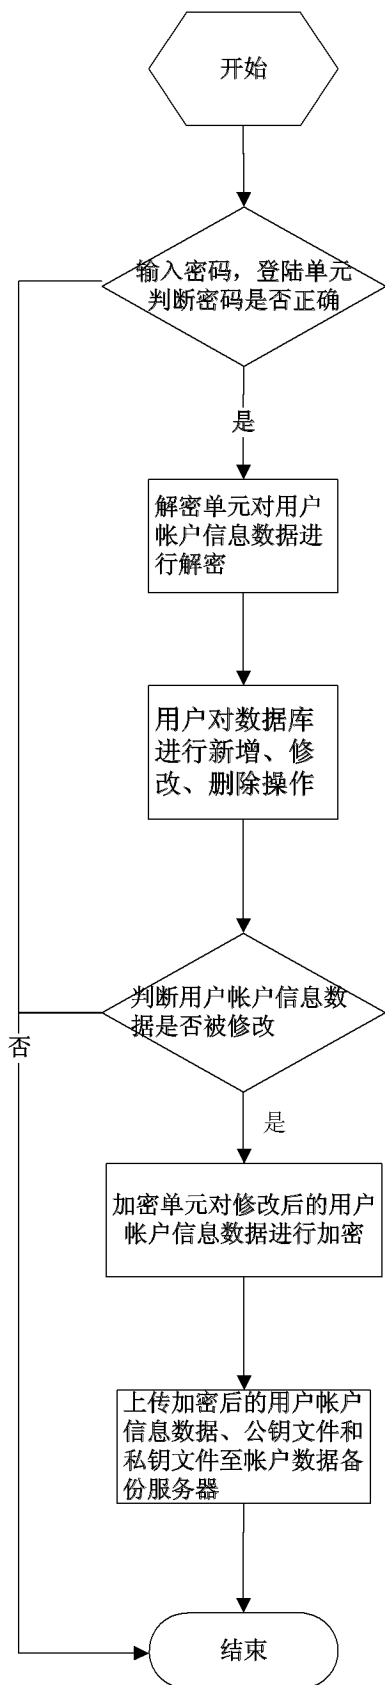 开始
输入密码，登陆单元
判断密码是否正确
是
解密单元对用户
帐户信息数据进
行解密
用户对数据库
进行新增、修
改、删除操作
判断用户帐户信息数
据是否被修改
否
是
加密单元对修改后的用户
帐户信息数据进行加密
上传加密后的用户帐户
信息数据、公钥文件和
私钥文件至帐户数据备
份服务器
结束